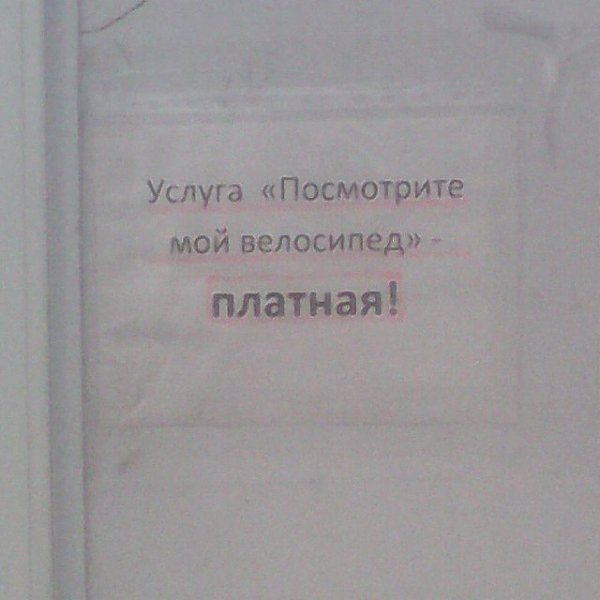 Услуга «Посмотрите
мой велосипед» -
платная!